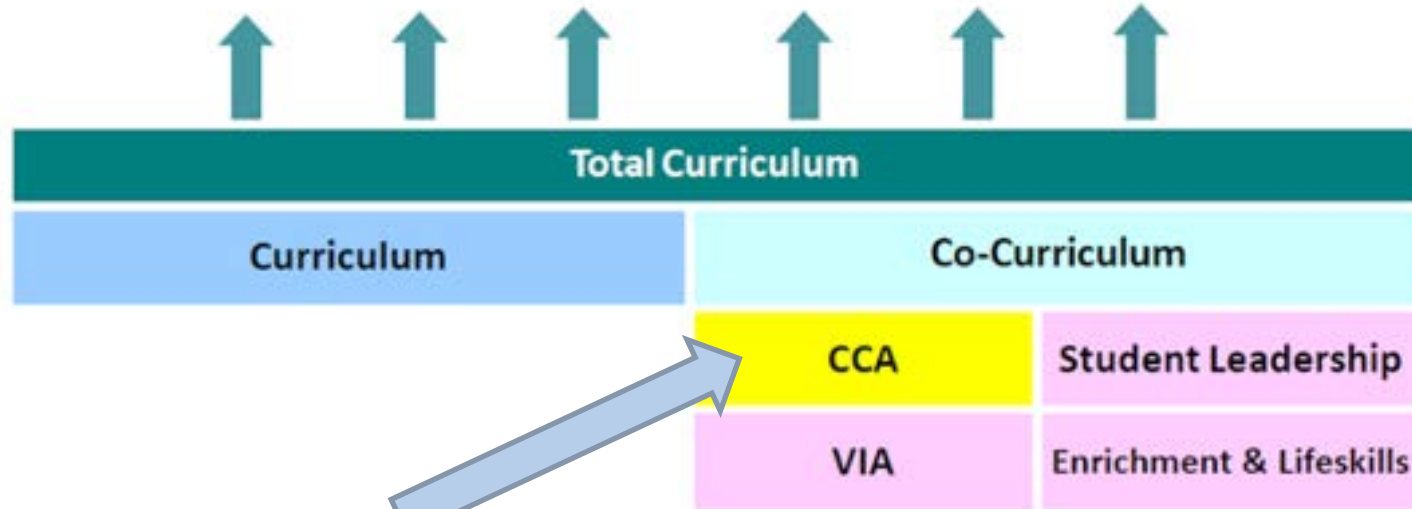 Total Curriculum
Curriculum
Co-Curriculum
CCA
Student Leadership
VIA
Enrichment & Lifeskills